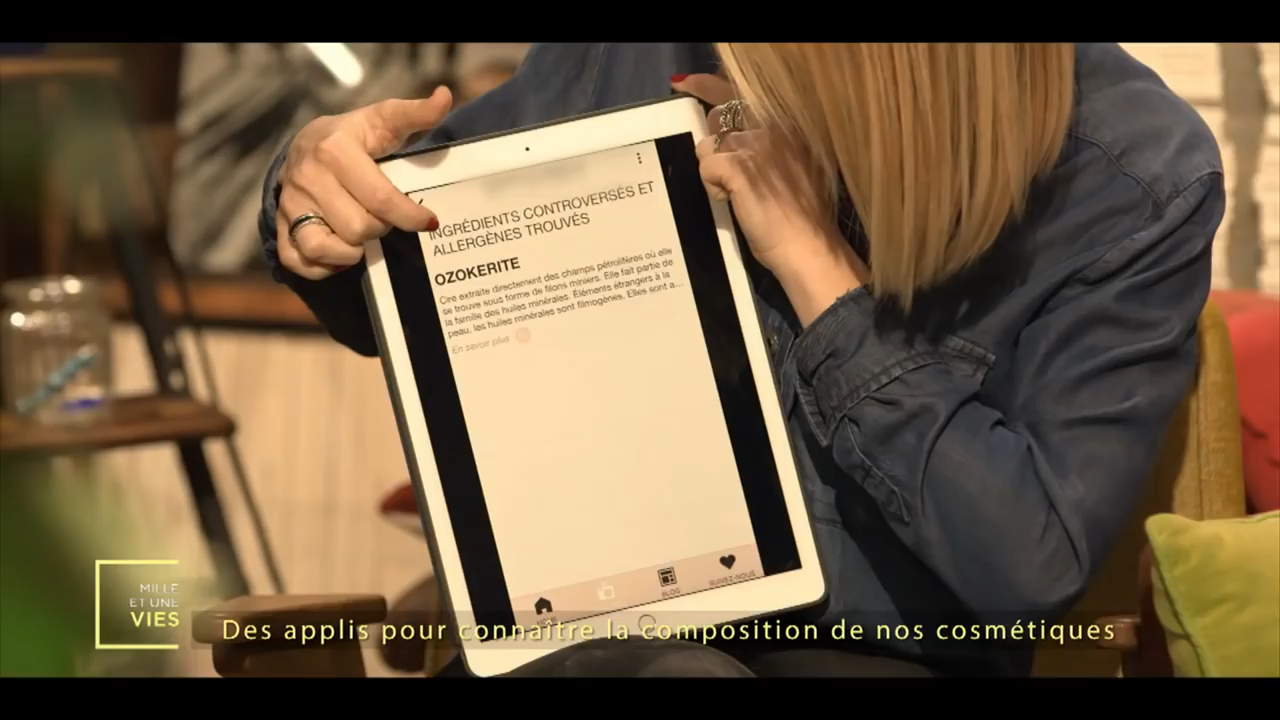 INGRÉDIENTS CONTROVERSÉS ET
ALLERGÈNES TROUVÉS
OZOKERITE
Cire extraite directement des champs pétrolifères où elle
se trouve sous forme de filons miniers. Elle fait partie de
la famille des huiles minérales. Éléments étrangers à la
peau, les huiles minérales sont filmogènes. Elles sont a...
En savoir plus
BLOG
SUIVEZ-NOUS
MILLE
ET UNE
VIES
Des applis pour connaître la composition de nos cosmétiques